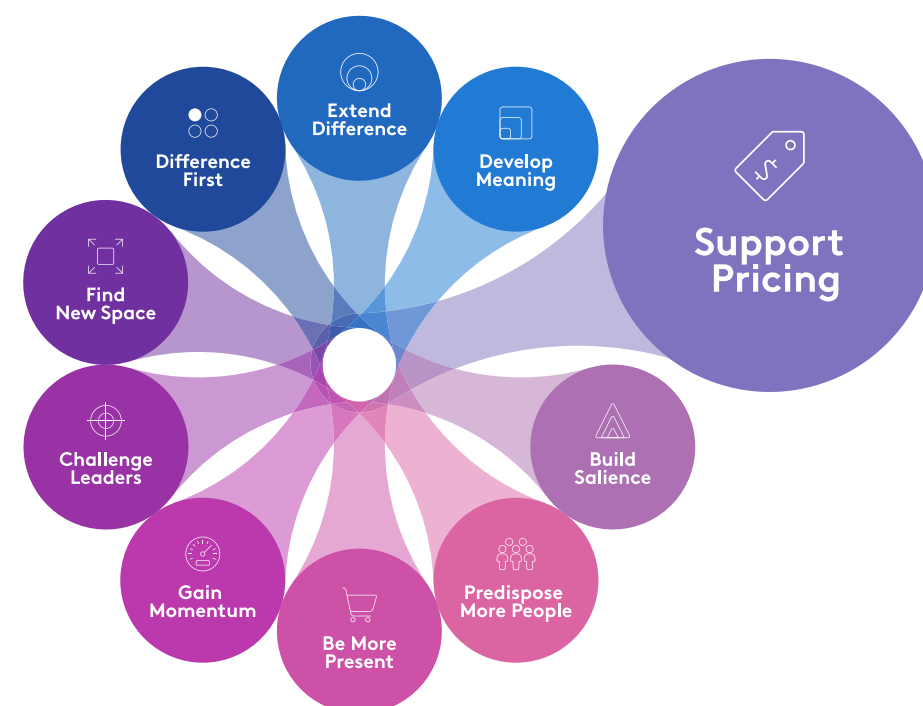 Extend
Difference
Difference
First
Develop
Meaning
Support
Pricing
Find
New Space
Challenge
Leaders
Build
Salience
Gain
Momentum
Predispose
More People
Be More
Present